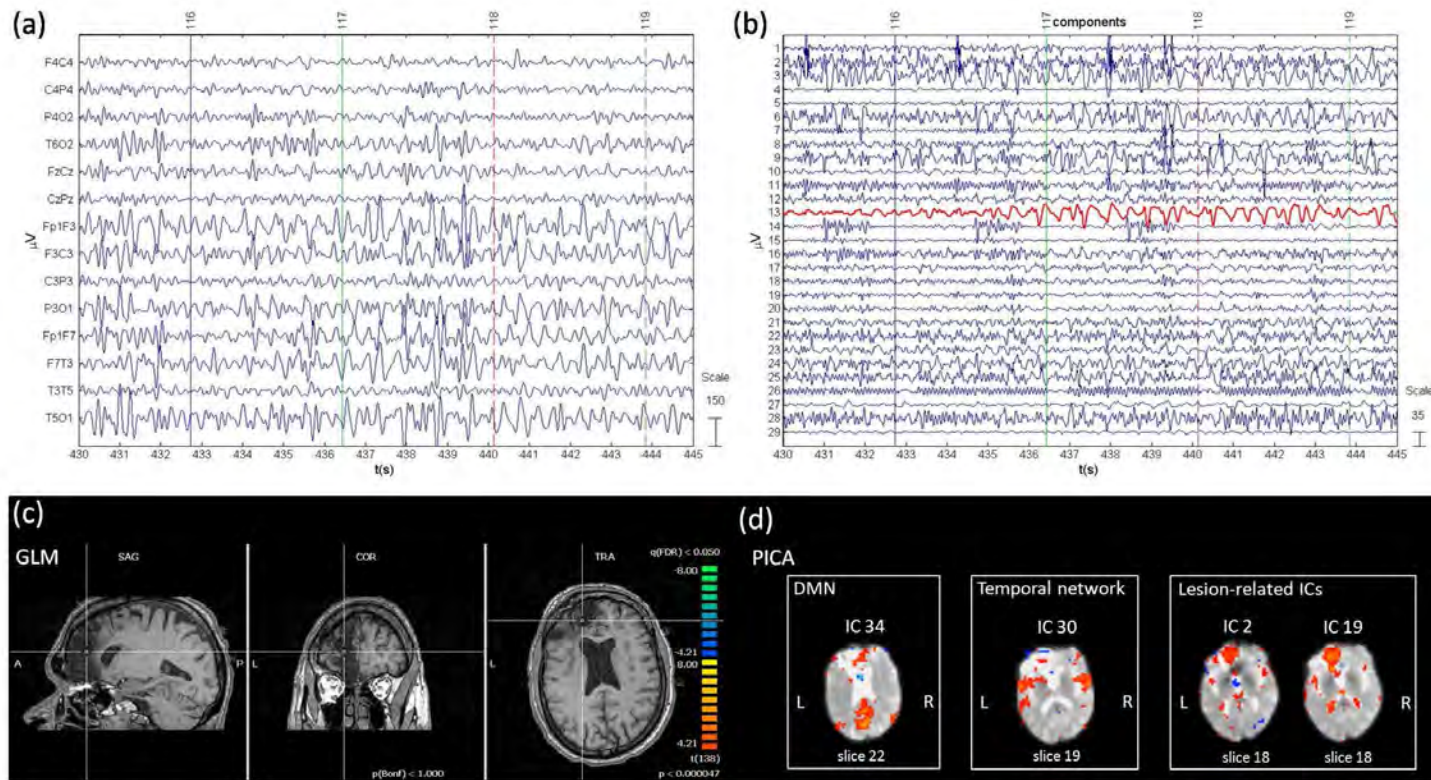 (a)
116
117
118
119
F4C4
C4P4
P4O2
T6O2
FzCz
CzPz
Fp1F3
F3C3
C3P3
P3O1
Fp1F7
F7T3
T3T5
T5O1
µV
Scale
150
430 431 433 434 435 436 437 438 439 440 441 442 443 444 445
t(s)
(b)
116
117
components
118
119
1
2
3
4
5
6
7
8
9
10
11
12
13
14
15
16
17
18
19
20
21
22
23
24
25
26
27
28
29
µV
Scale
35
430 431 433 434 435 436 437 438 439 440 441 442 443 444 445
t(s)
(c)
GLM
SAG
COR
TRA
q(FDR) < 0.050
-8.00
-4.21
8.00
4.21
t(138)
p < 0.000047
A
P
L
L
p(Bonf) < 1.000
(d)
PICA
DMN
IC 34
L
R
slice 22
Temporal network
IC 30
L
R
slice 19
Lesion-related ICs
IC 2
IC 19
L
R
slice 18
slice 18